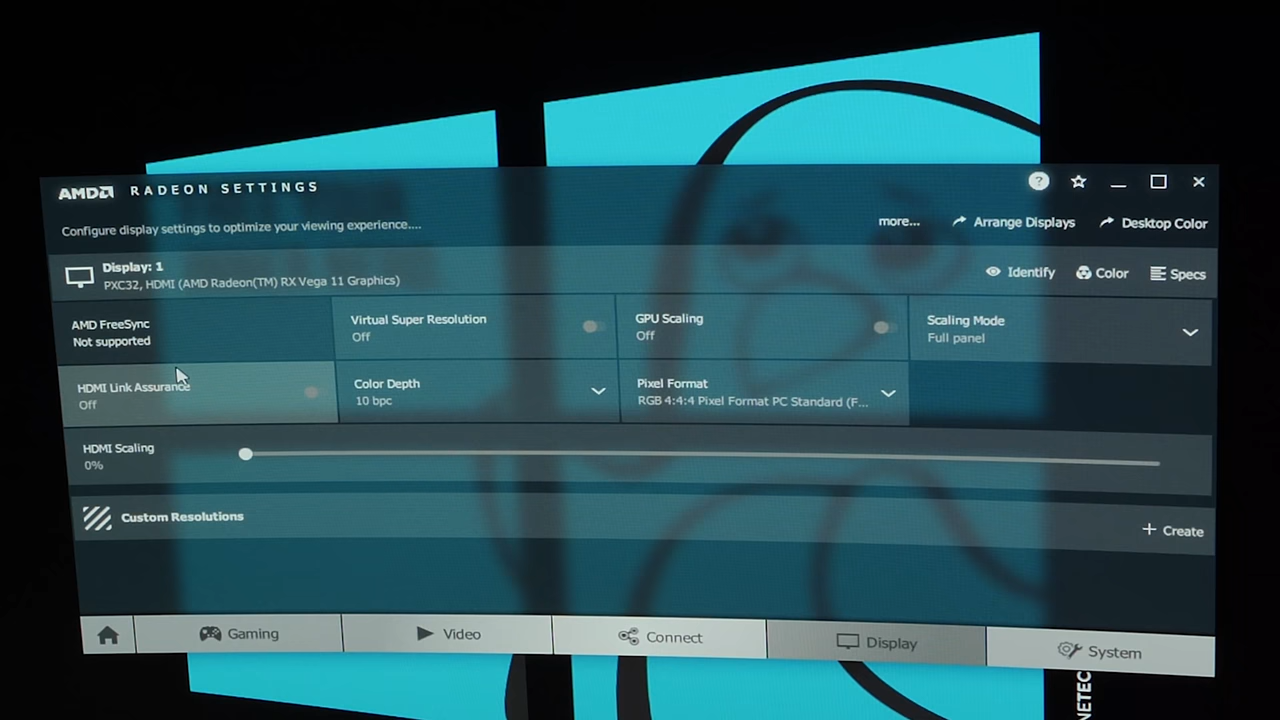 AMD RADEON SETTINGS
?
Configure display settings to optimize your viewing experience....
more...
Arrange Displays
Desktop Color
Display: 1
PXC32, HDMI (AMD Radeon(TM) RX Vega 11 Graphics)
Identify
Color
Specs
AMD FreeSync
Not supported
Virtual Super Resolution
Off
GPU Scaling
Off
Scaling Mode
Full panel
HDMI Link Assurance
Off
Color Depth
10 bpc
Pixel Format
RGB 4:4:4 Pixel Format PC Standard (F...
HDMI Scaling
0%
Custom Resolutions
+ Create
Gaming
Video
Connect
Display
System
NETEC